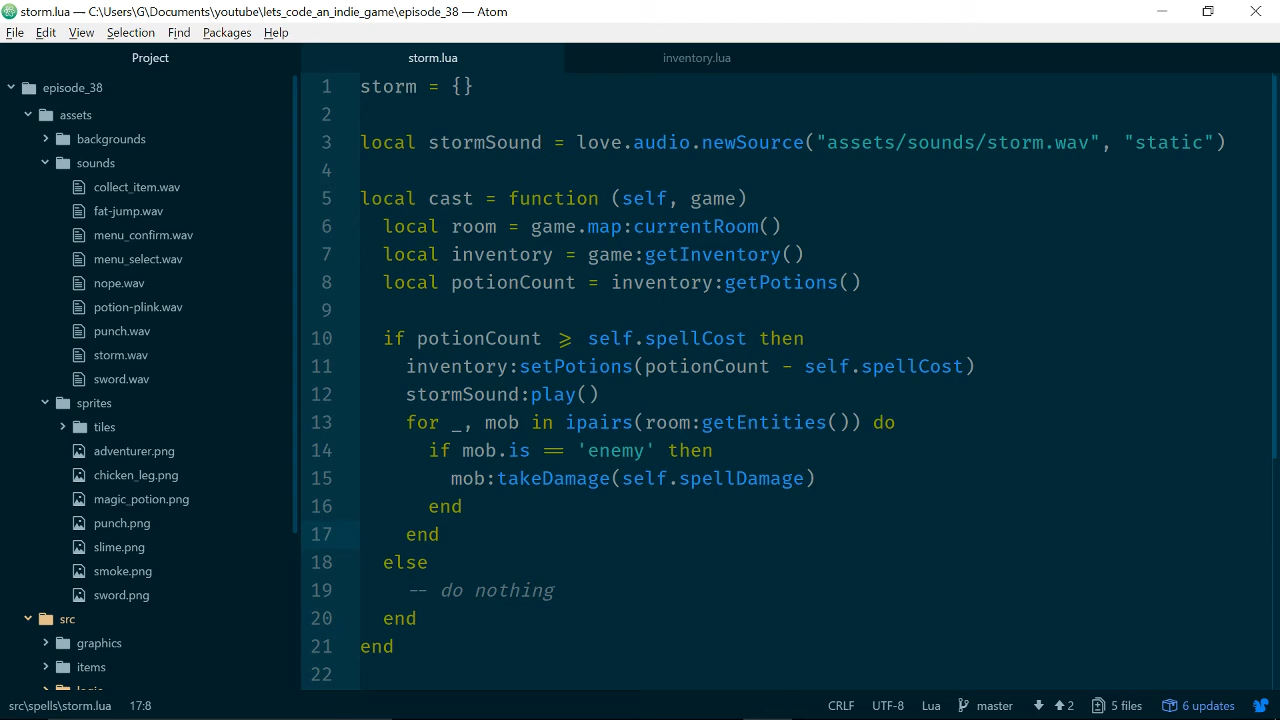 storm.lua — C:\Users\G\Documents\youtube\lets_code_an_indie_game\episode_38 — Atom
File Edit View Selection Find Packages Help
Project
episode_38
assets
backgrounds
sounds
collect_item.wav
fat-jump.wav
menu_confirm.wav
menu_select.wav
nope.wav
potion-plink.wav
punch.wav
storm.wav
sword.wav
sprites
tiles
adventurer.png
chicken_leg.png
magic_potion.png
punch.png
slime.png
smoke.png
sword.png
src
graphics
items
logic
storm.lua inventory.lua
1 storm = {}
2
3 local stormSound = love.audio.newSource("assets/sounds/storm.wav", "static")
4
5 local cast = function (self, game)
6 local room = game.map:currentRoom()
7 local inventory = game:getInventory()
8 local potionCount = inventory:getPotions()
9
10 if potionCount >= self.spellCost then
11 inventory:setPotions(potionCount - self.spellCost)
12 stormSound:play()
13 for _, mob in ipairs(room:getEntities()) do
14 if mob.is == 'enemy' then
15 mob:takeDamage(self.spellDamage)
16 end
17 end
18 else
19 -- do nothing
20 end
21 end
22
src\spells\storm.lua 17:8 CRLF UTF-8 Lua master 2 5 files 6 updates